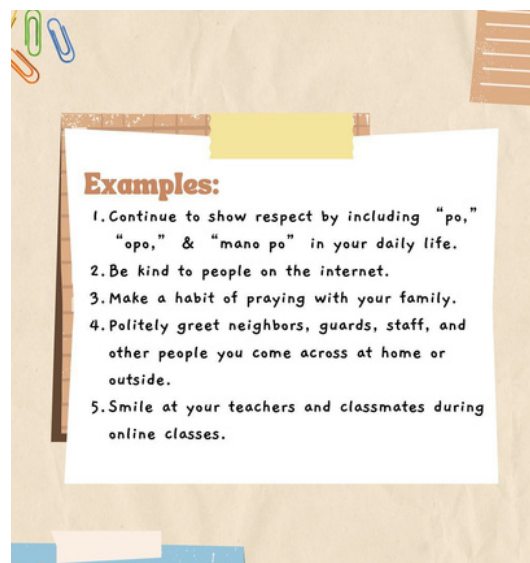 Examples:
1. Continue to show respect by including “po,”
“opo,” & “mano po” in your daily life.
2. Be kind to people on the internet.
3. Make a habit of praying with your family.
4. Politely greet neighbors, guards, staff, and
other people you come across at home or
outside.
5. Smile at your teachers and classmates during
online classes.